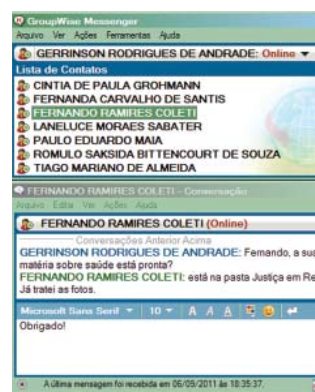 GroupWise Messenger
Arquivo Ver Ações Ferramentas Ajuda
GERRINSON RODRIGUES DE ANDRADE: Online
Lista de Contatos
CINTIA DE PAULA GROHMANN
FERNANDA CARVALHO DE SANTIS
FERNANDO RAMIRES COLETI
LANELUCE MORAES SABATER
PAULO EDUARDO MAIA
ROMULO SAKSIDA BITTENCOURT DE SOUZA
TIAGO MARIANO DE ALMEIDA
FERNANDO RAMIRES COLETI - Conversação
Arquivo Editar Ver Ações Ajuda
FERNANDO RAMIRES COLETI (Online)
Conversações Anterior Acima
GERRINSON RODRIGUES DE ANDRADE: Fernando, a sua
matéria sobre saúde está pronta?
FERNANDO RAMIRES COLETI: está na pasta Justiça em Re
Já tratei as fotos.
Microsoft Sans Serif 10 A A A
Obrigado!
A última mensagem foi recebida em 06/09/2011 às 18:35:37.